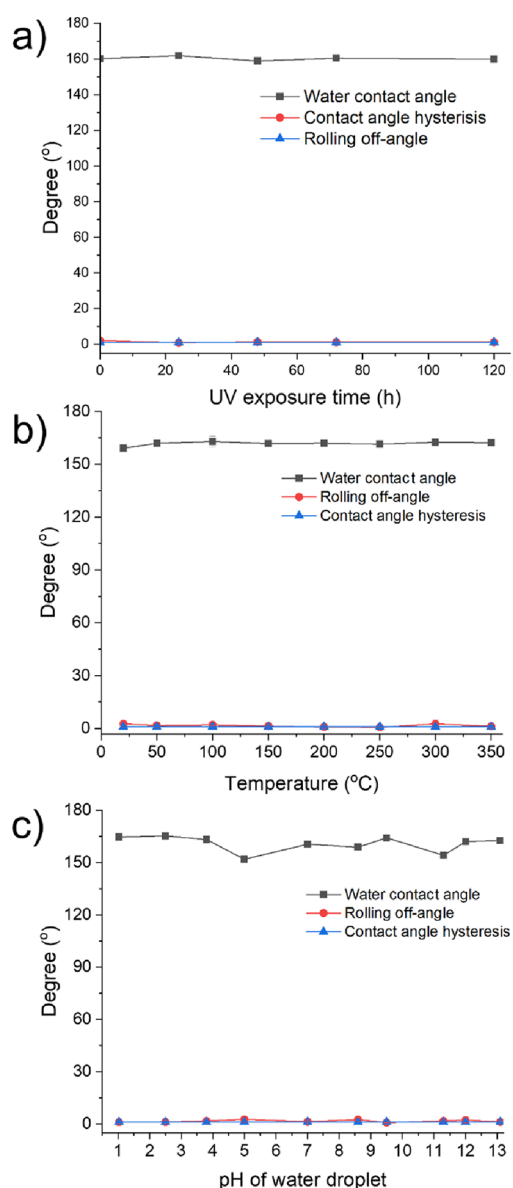 a)
180
160
140
120
100
80
60
40
20
0
Degree (°)
Water contact angle
Contact angle hysterisis
Rolling off-angle
0 20 40 60 80 100 120
UV exposure time (h)
b)
180
150
120
90
60
30
0
Degree (°)
Water contact angle
Rolling off-angle
Contact angle hysteresis
0 50 100 150 200 250 300 350
Temperature (°C)
c)
180
150
120
90
60
30
0
Degree (°)
Water contact angle
Rolling off-angle
Contact angle hysteresis
1 2 3 4 5 6 7 8 9 10 11 12 13
pH of water droplet